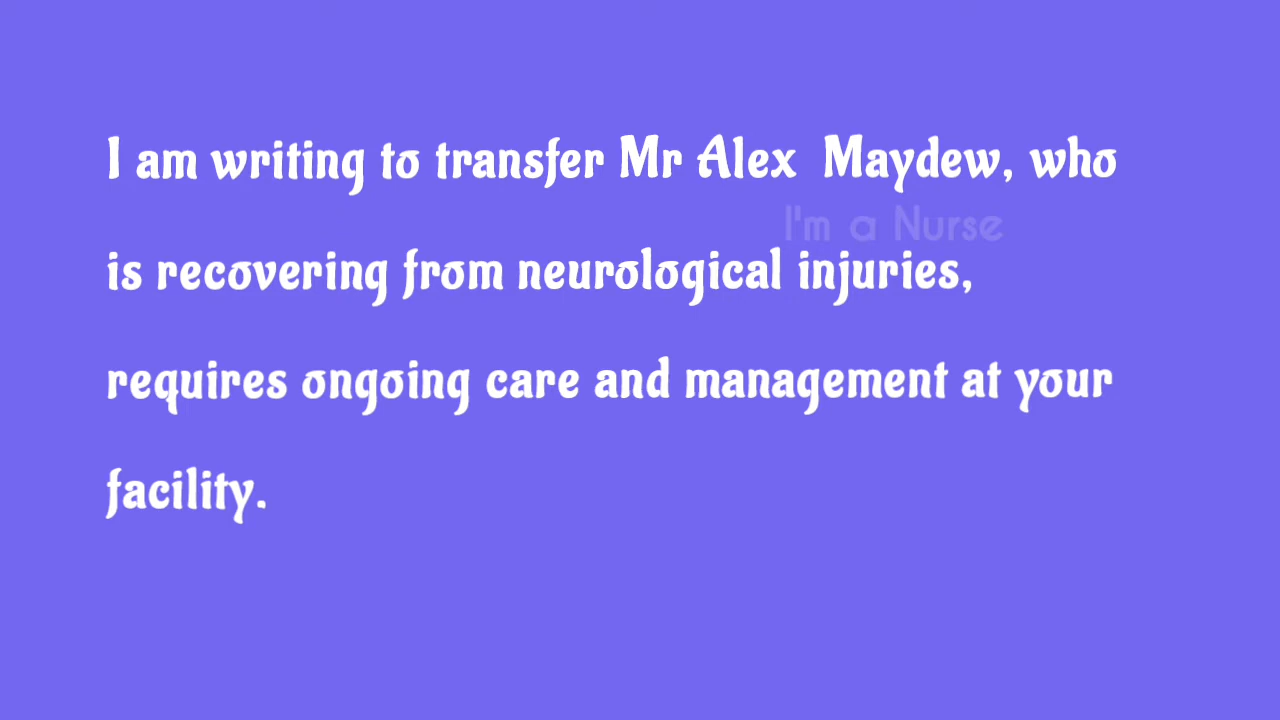 I am writing to transfer Mr Alex Maydew, who
I'm a Nurse
is recovering from neurological injuries,
requires ongoing care and management at your
facility.